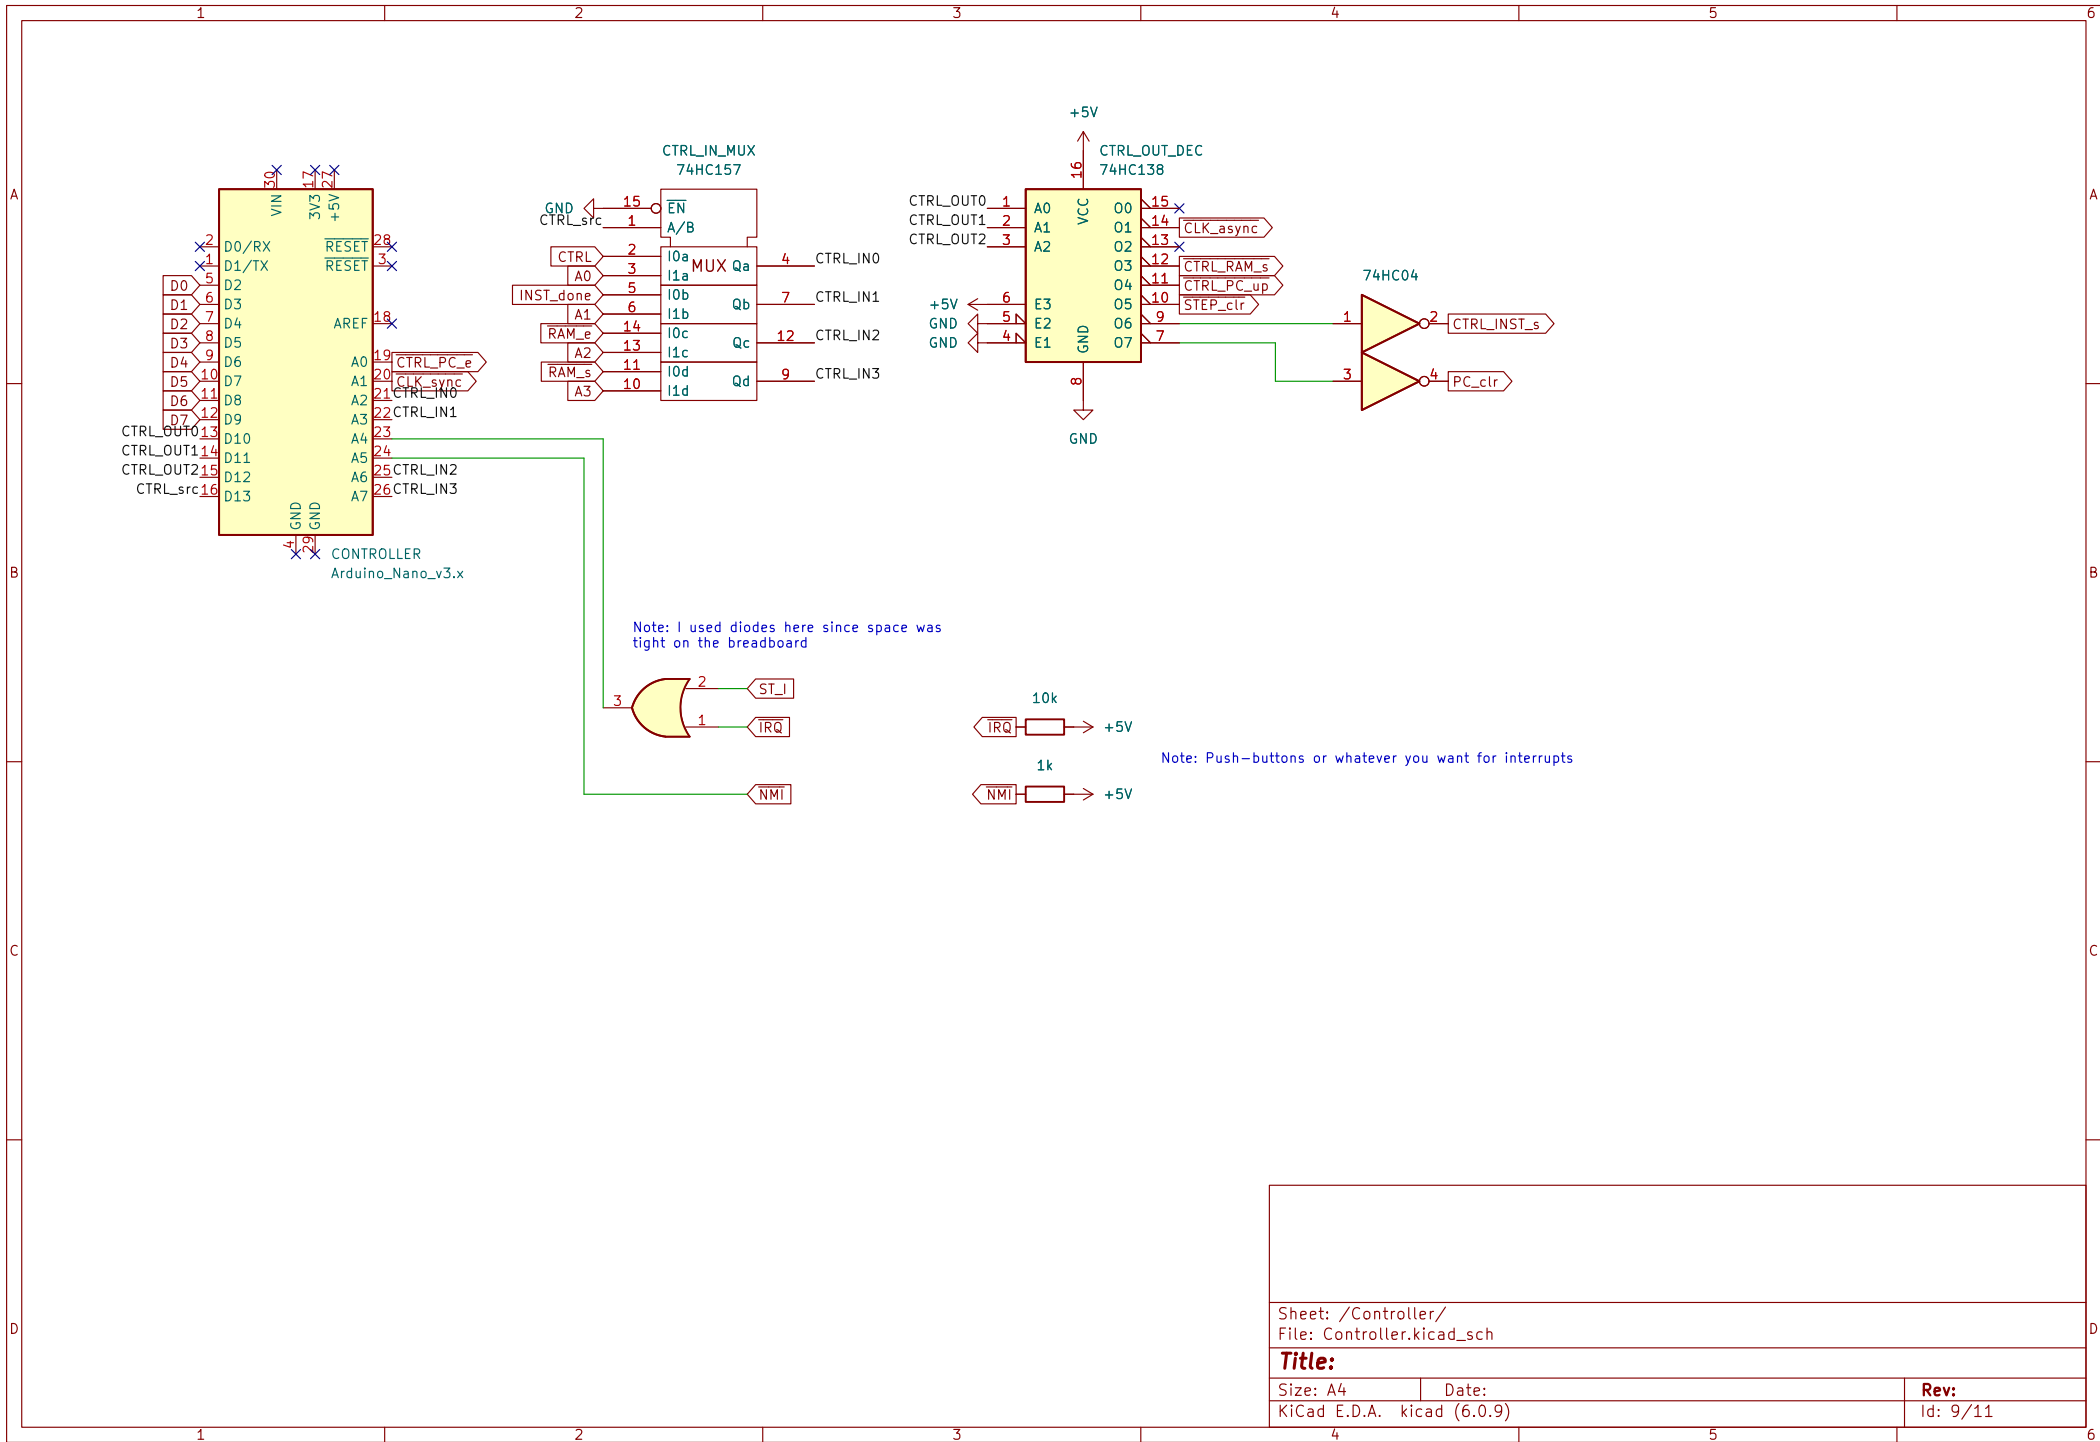 1 2 3 4 5 6
A
B
C
D
A
B
C
D
1 2 3 4 5 6
30 17 27
VIN 3V3 +5V
2 D0/RX
1 D1/TX
D0 5 D2
D1 6 D3
D2 7 D4
D3 8 D5
D4 9 D6
D5 10 D7
D6 11 D8
D7 12 D9
CTRL_OUT0 13 D10
CTRL_OUT1 14 D11
CTRL_OUT2 15 D12
CTRL_src 16 D13
RESET 28
RESET 3
AREF 18
A0 19 CTRL_PC_e
A1 20 CLK_sync
A2 21 CTRL_IN0
A3 22 CTRL_IN1
A4 23
A5 24
A6 25 CTRL_IN2
A7 26 CTRL_IN3
GND GND
4 29
CONTROLLER
Arduino_Nano_v3.x
CTRL_IN_MUX
74HC157
GND 15 EN
CTRL_src 1 A/B
MUX
CTRL 2 I0a
A0 3 I1a
INST_done 5 I0b
A1 6 I1b
RAM_e 14 I0c
A2 13 I1c
RAM_s 11 I0d
A3 10 I1d
Qa 4 CTRL_IN0
Qb 7 CTRL_IN1
Qc 12 CTRL_IN2
Qd 9 CTRL_IN3
+5V
CTRL_OUT_DEC
74HC138
16
VCC
CTRL_OUT0 1 A0
CTRL_OUT1 2 A1
CTRL_OUT2 3 A2
+5V 6 E3
GND 5 E2
GND 4 E1
O0 15
O1 14 CLK_async
O2 13
O3 12 CTRL_RAM_s
O4 11 CTRL_PC_up
O5 10 STEP_clr
O6 9
O7 7
GND
8
GND
74HC04
1 2 CTRL_INST_s
3 4 PC_clr
Note: I used diodes here since space was
tight on the breadboard
3 2 ST_I
1 IRQ
NMI
10k
IRQ +5V
1k
NMI +5V
Note: Push-buttons or whatever you want for interrupts
Sheet: /Controller/
File: Controller.kicad_sch
Title:
Size: A4 Date: Rev:
KiCad E.D.A. kicad (6.0.9) Id: 9/11